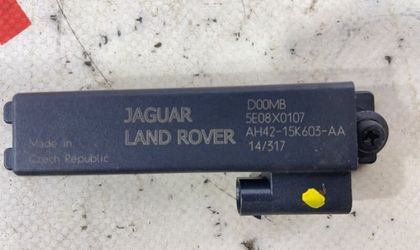 JAGUAR
LAND ROVER
Made in
Czech Republic
D00MB
5E08X0107
AH42-15K603-AA
14/317